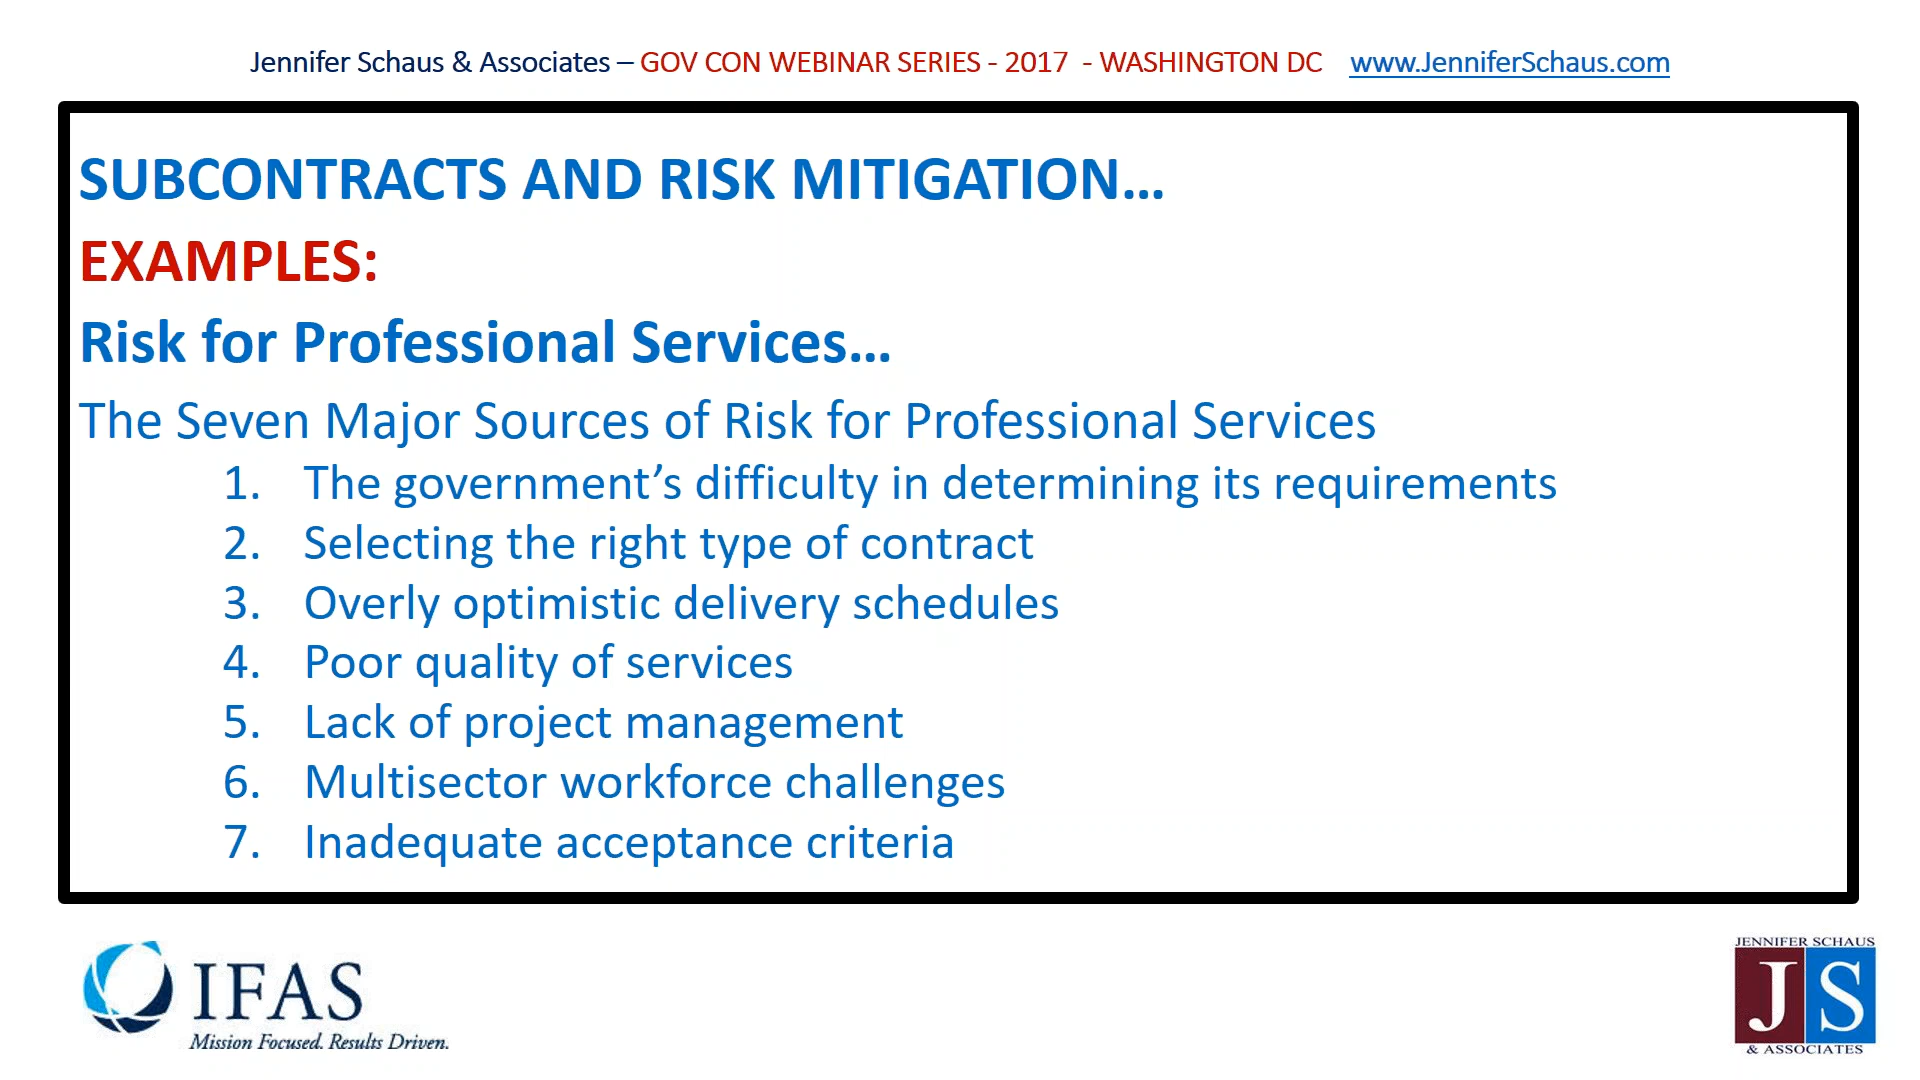 Jennifer Schaus & Associates – GOV CON WEBINAR SERIES - 2017 - WASHINGTON DC www.JenniferSchaus.com
SUBCONTRACTS AND RISK MITIGATION…
EXAMPLES:
Risk for Professional Services…
The Seven Major Sources of Risk for Professional Services
1. The government’s difficulty in determining its requirements
2. Selecting the right type of contract
3. Overly optimistic delivery schedules
4. Poor quality of services
5. Lack of project management
6. Multisector workforce challenges
7. Inadequate acceptance criteria
IFAS
Mission Focused. Results Driven.
JENNIFER SCHAUS
JS
& ASSOCIATES